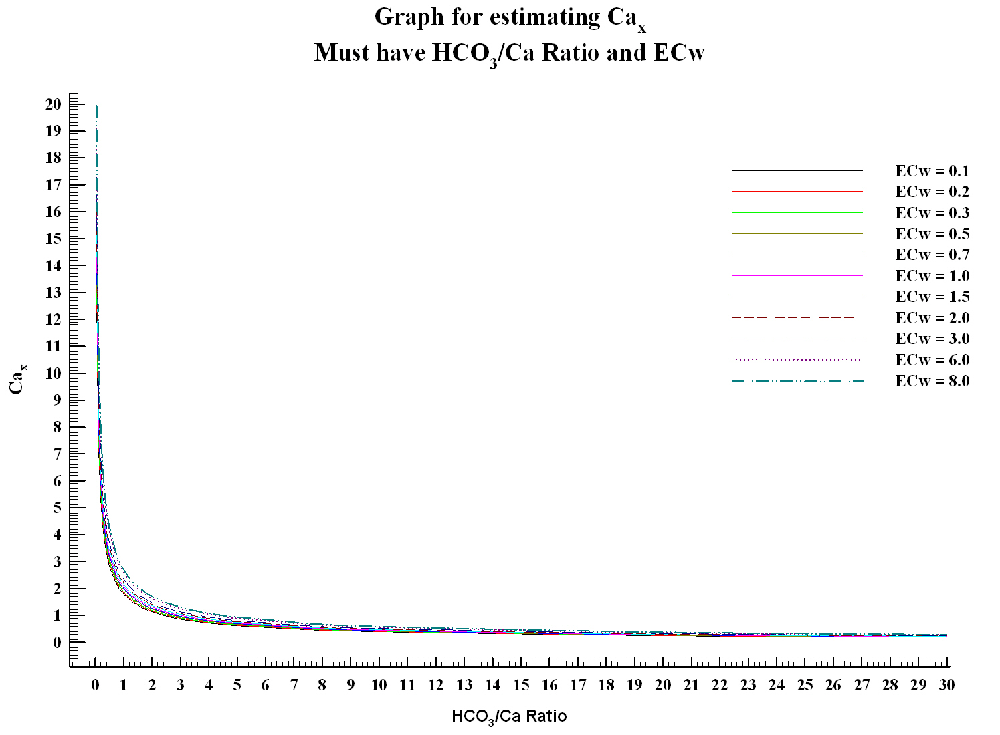 Graph for estimating Caₓ
Must have HCO₃/Ca Ratio and ECw
20
19
18
17
16
15
14
13
12
11
10
9
8
7
6
5
4
3
2
1
0
Caₓ
ECw = 0.1
ECw = 0.2
ECw = 0.3
ECw = 0.5
ECw = 0.7
ECw = 1.0
ECw = 1.5
ECw = 2.0
ECw = 3.0
ECw = 6.0
ECw = 8.0
0 1 2 3 4 5 6 7 8 9 10 11 12 13 14 15 16 17 18 19 20 21 22 23 24 25 26 27 28 29 30
HCO₃/Ca Ratio